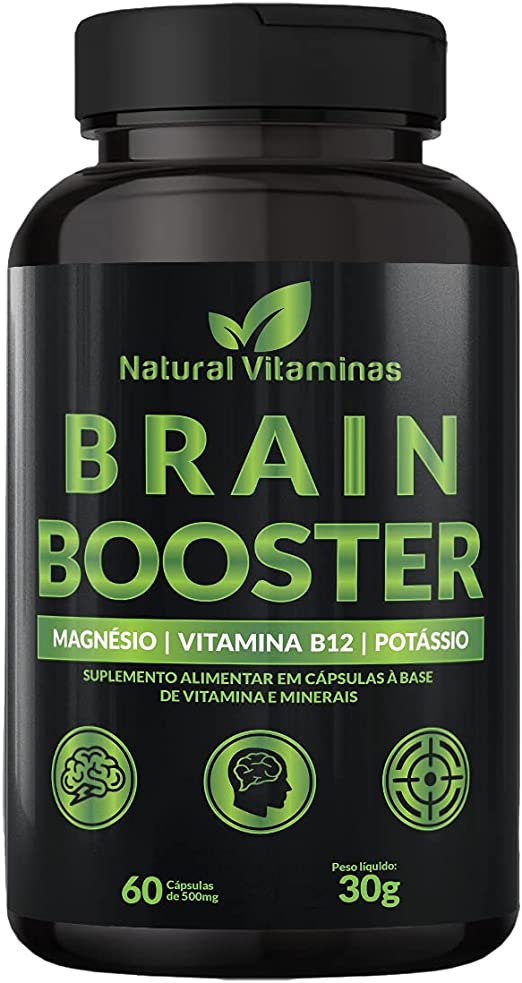 Natural Vitaminas
BRAIN
BOOSTER
MAGNÉSIO | VITAMINA B12 | POTÁSSIO
SUPLEMENTO ALIMENTAR EM CÁPSULAS À BASE
DE VITAMINA E MINERAIS
60 Cápsulas
de 500mg
Peso líquido:
30g